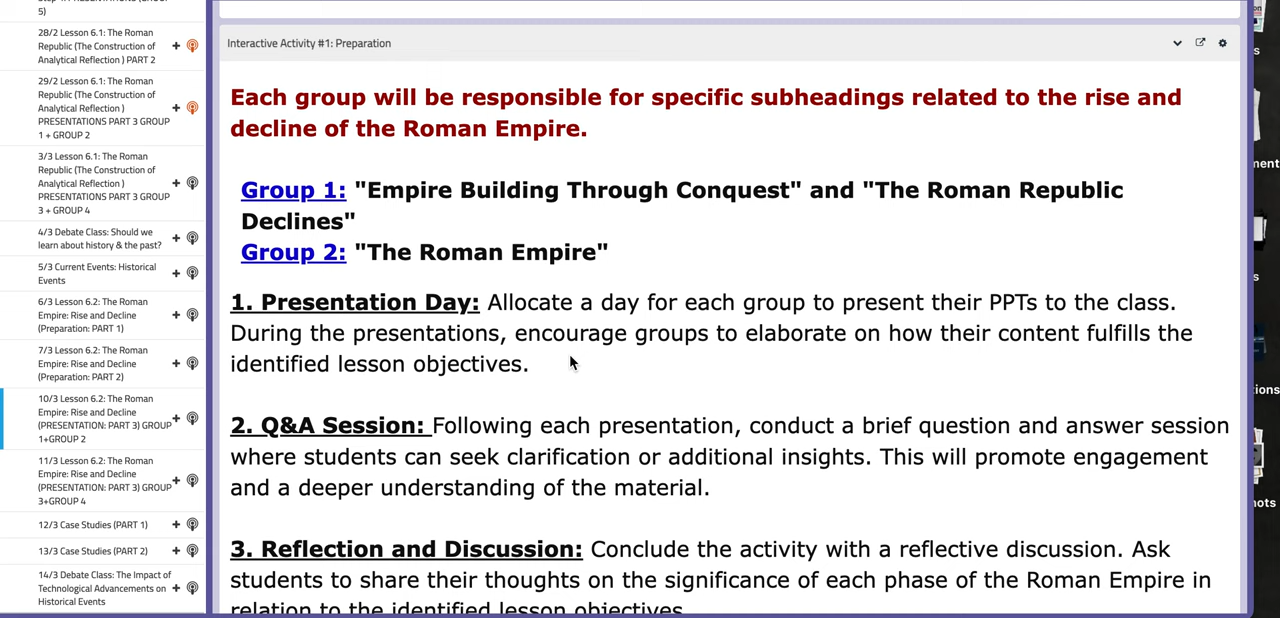 5)
28/2 Lesson 6.1: The Roman
Republic (The Construction of
Analytical Reflection ) PART 2
29/2 Lesson 6.1: The Roman
Republic (The Construction of
Analytical Reflection )
PRESENTATIONS PART 3 GROUP
1 + GROUP 2
3/3 Lesson 6.1: The Roman
Republic (The Construction of
Analytical Reflection )
PRESENTATIONS PART 3 GROUP
3 + GROUP 4
4/3 Debate Class: Should we
learn about history & the past?
5/3 Current Events: Historical
Events
6/3 Lesson 6.2: The Roman
Empire: Rise and Decline
(Preparation: PART 1)
7/3 Lesson 6.2: The Roman
Empire: Rise and Decline
(Preparation: PART 2)
10/3 Lesson 6.2: The Roman
Empire: Rise and Decline
(PRESENTATION: PART 3) GROUP
1+GROUP 2
11/3 Lesson 6.2: The Roman
Empire: Rise and Decline
(PRESENTATION: PART 3) GROUP
3+GROUP 4
12/3 Case Studies (PART 1)
13/3 Case Studies (PART 2)
14/3 Debate Class: The Impact of
Technological Advancements on
Historical Events
Interactive Activity #1: Preparation
Each group will be responsible for specific subheadings related to the rise and
decline of the Roman Empire.
Group 1: "Empire Building Through Conquest" and "The Roman Republic
Declines"
Group 2: "The Roman Empire"
1. Presentation Day: Allocate a day for each group to present their PPTs to the class.
During the presentations, encourage groups to elaborate on how their content fulfills the
identified lesson objectives.
2. Q&A Session: Following each presentation, conduct a brief question and answer session
where students can seek clarification or additional insights. This will promote engagement
and a deeper understanding of the material.
3. Reflection and Discussion: Conclude the activity with a reflective discussion. Ask
students to share their thoughts on the significance of each phase of the Roman Empire in
relation to the identified lesson objectives.